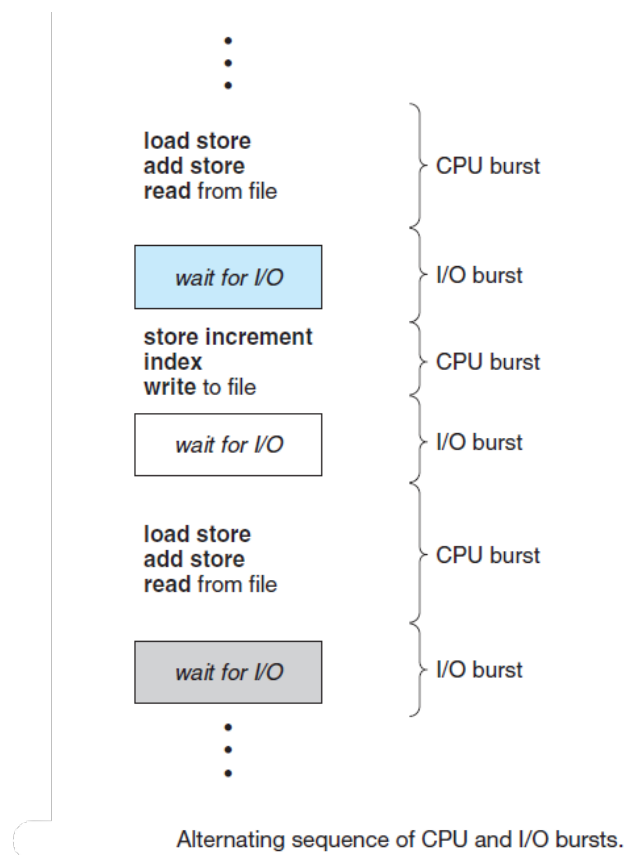 load store
add store
read from file
CPU burst
wait for I/O
I/O burst
store increment
index
write to file
CPU burst
wait for I/O
I/O burst
load store
add store
read from file
CPU burst
wait for I/O
I/O burst
Alternating sequence of CPU and I/O bursts.